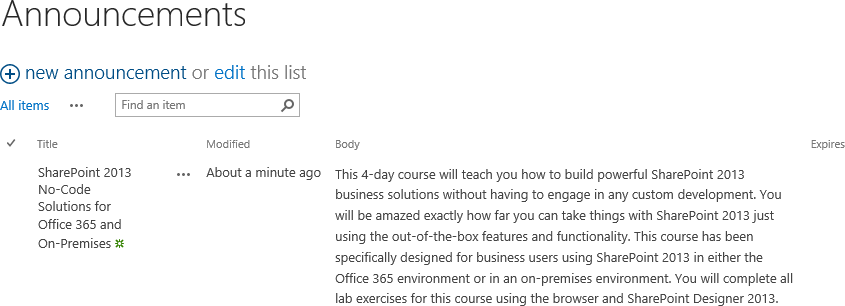 Announcements
new announcement or edit this list
All items ••• Find an item
Title Modified Body Expires
SharePoint 2013 ••• About a minute ago This 4-day course will teach you how to build powerful SharePoint 2013
No-Code business solutions without having to engage in any custom development. You
Solutions for will be amazed exactly how far you can take things with SharePoint 2013 just
Office 365 and using the out-of-the-box features and functionality. This course has been
On-Premises specifically designed for business users using SharePoint 2013 in either the
Office 365 environment or in an on-premises environment. You will complete all
lab exercises for this course using the browser and SharePoint Designer 2013.